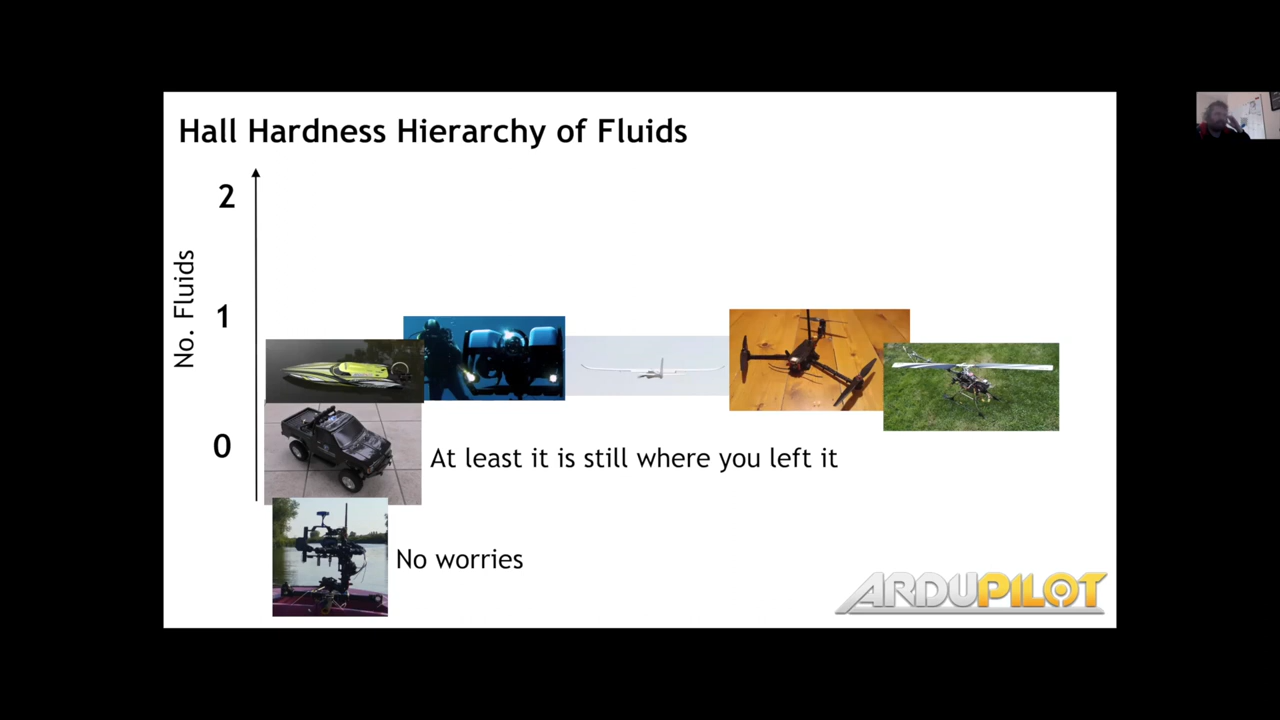 Hall Hardness Hierarchy of Fluids
2
No. Fluids
1
0
At least it is still where you left it
No worries
ARDUPILOT